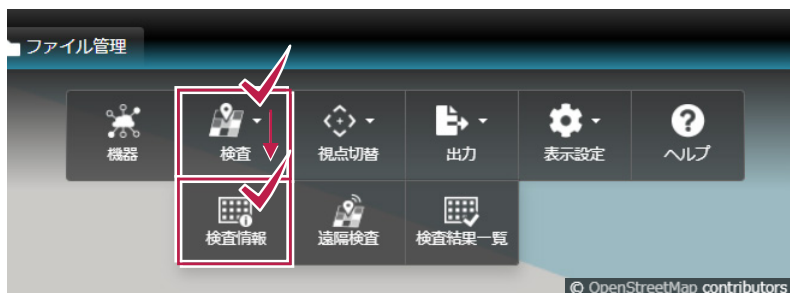 ファイル管理
機器
検査
視点切替
出力
表示設定
ヘルプ
検査情報
遠隔検査
検査結果一覧
© OpenStreetMap contributors